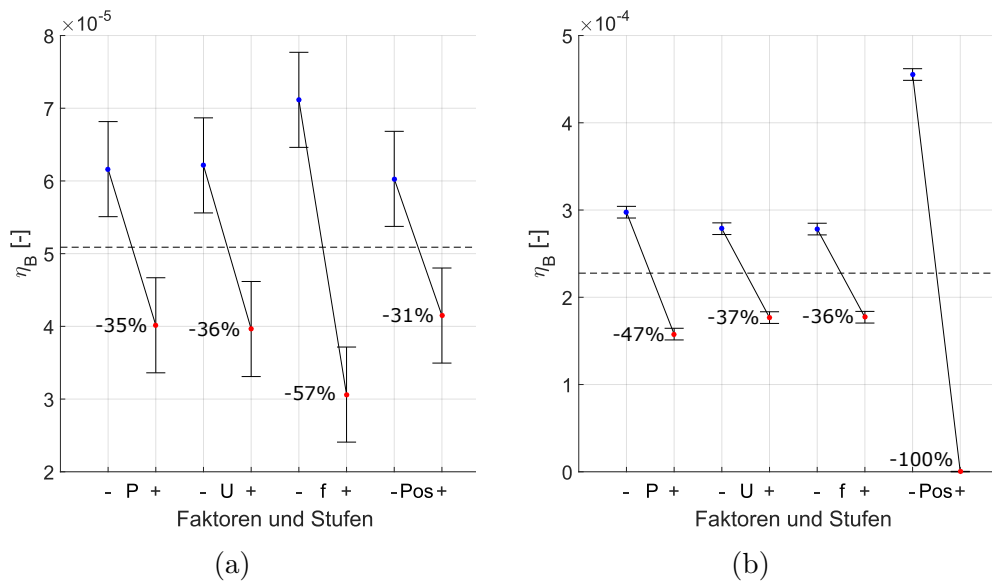 ×10⁻⁵
8
7
6
5
4
3
2
η_B [-]
-35%
-36%
-57%
-31%
- P + - U + - f + -Pos+
Faktoren und Stufen
(a)
×10⁻⁴
5
4
3
2
1
0
η_B [-]
-47%
-37%
-36%
-100%
- P + - U + - f + -Pos+
Faktoren und Stufen
(b)